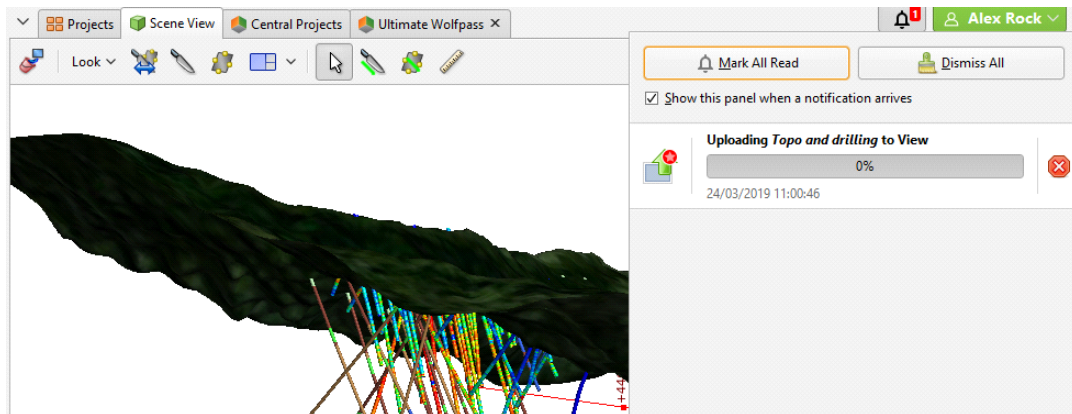 Projects
Scene View
Central Projects
Ultimate Wolfpass
1
Alex Rock
Look
Mark All Read
Dismiss All
Show this panel when a notification arrives
Uploading Topo and drilling to View
0%
24/03/2019 11:00:46
+44